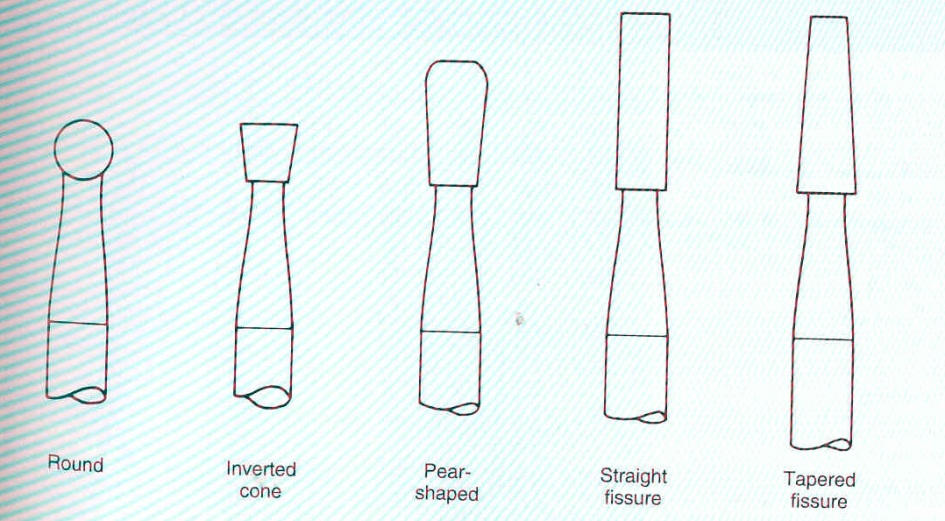 Round
Inverted
cone
Pear-
shaped
Straight
fissure
Tapered
fissure